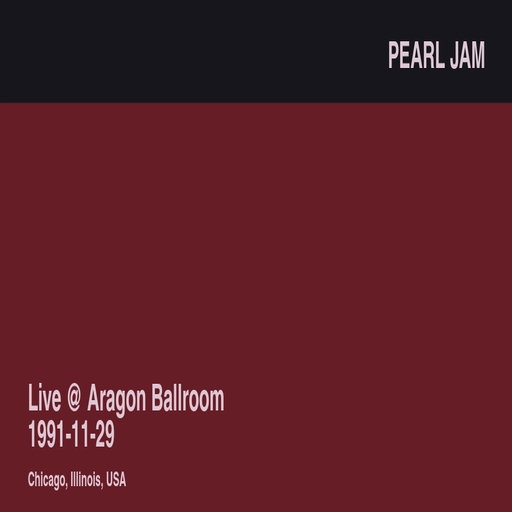 PEARL JAM
Live @ Aragon Ballroom
1991-11-29
Chicago, Illinois, USA